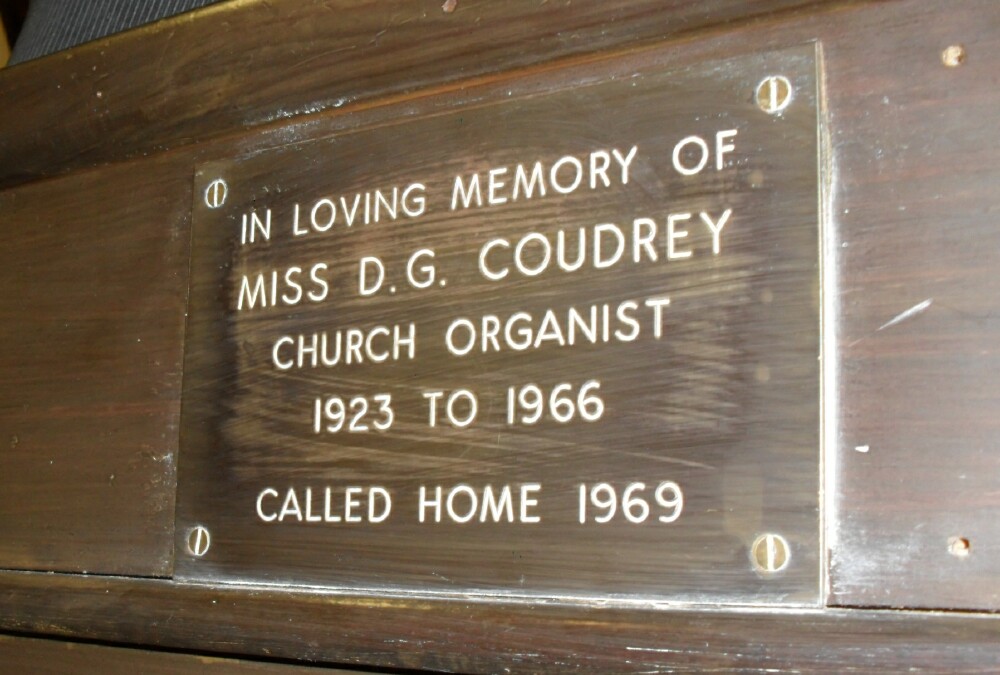 IN LOVING MEMORY OF
MISS D.G. COUDREY
CHURCH ORGANIST
1923 TO 1966
CALLED HOME 1969